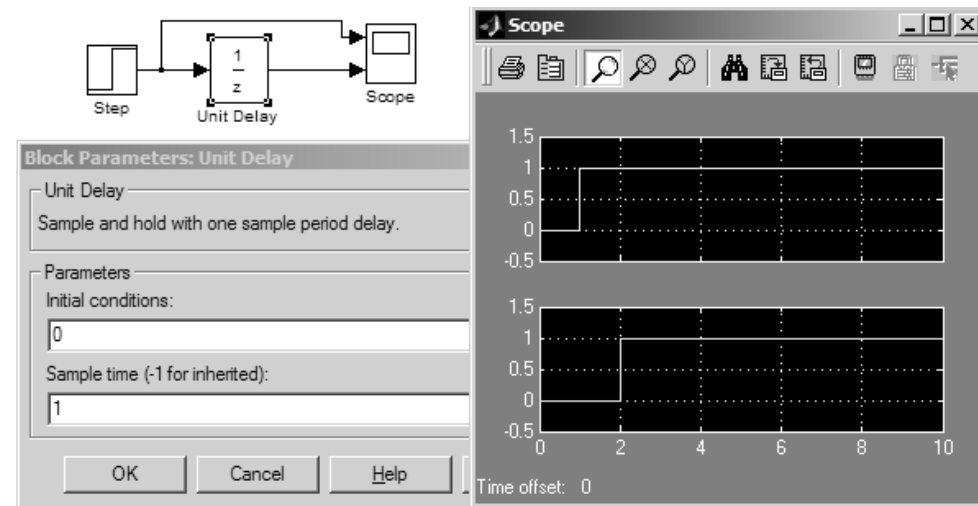 Step
1
z
Unit Delay
Scope
Block Parameters: Unit Delay
Unit Delay
Sample and hold with one sample period delay.
Parameters
Initial conditions:
0
Sample time (-1 for inherited):
1
OK Cancel Help
Scope
1.5
1
0.5
0
-0.5
1.5
1
0.5
0
-0.5
0 2 4 6 8 10
Time offset: 0